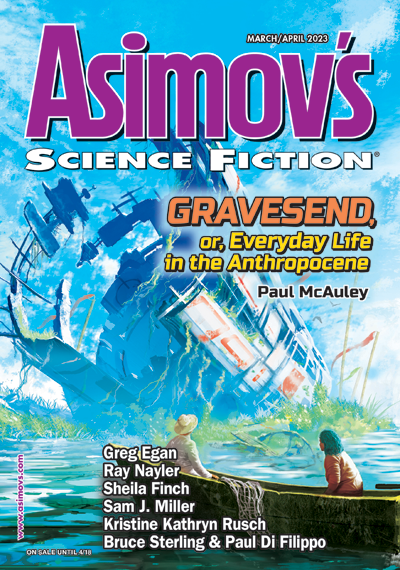 MARCH/APRIL 2023
Asimov's
SCIENCE FICTION®
GRAVESEND,
or, Everyday Life
in the Anthropocene
Paul McAuley
Greg Egan
Ray Nayler
Sheila Finch
Sam J. Miller
Kristine Kathryn Rusch
Bruce Sterling & Paul Di Filippo
www.asimovs.com
ON SALE UNTIL 4/18